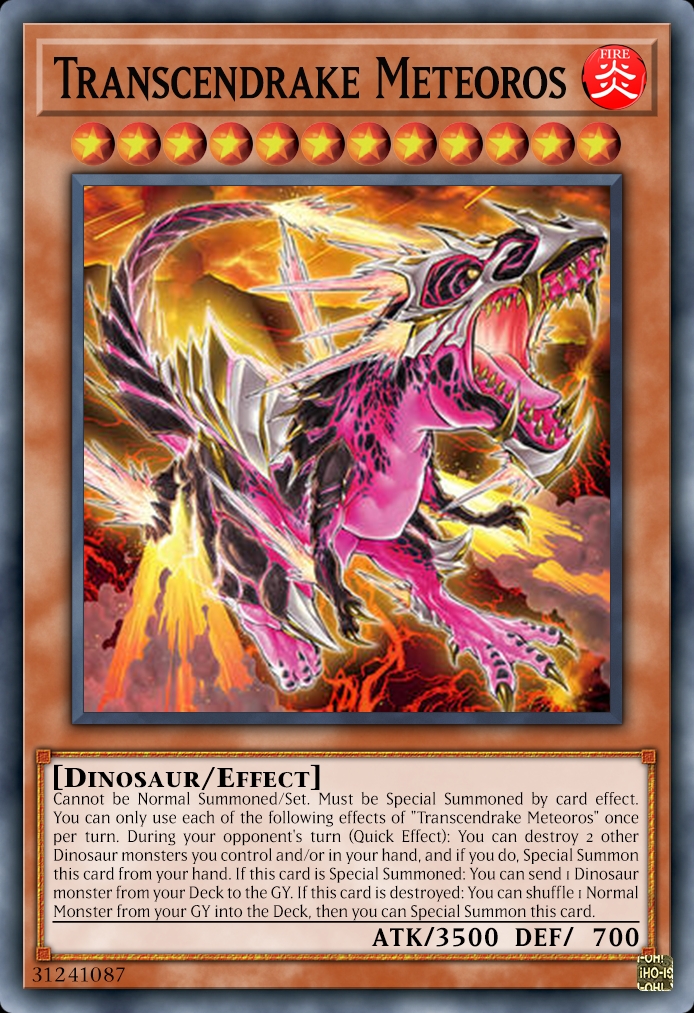 Transcendrake Meteoros
FIRE
炎
[Dinosaur/Effect]
Cannot be Normal Summoned/Set. Must be Special Summoned by card effect.
You can only use each of the following effects of "Transcendrake Meteoros" once
per turn. During your opponent's turn (Quick Effect): You can destroy 2 other
Dinosaur monsters you control and/or in your hand, and if you do, Special Summon
this card from your hand. If this card is Special Summoned: You can send 1 Dinosaur
monster from your Deck to the GY. If this card is destroyed: You can shuffle 1 Normal
Monster from your GY into the Deck, then you can Special Summon this card.
ATK/3500 DEF/ 700
31241087